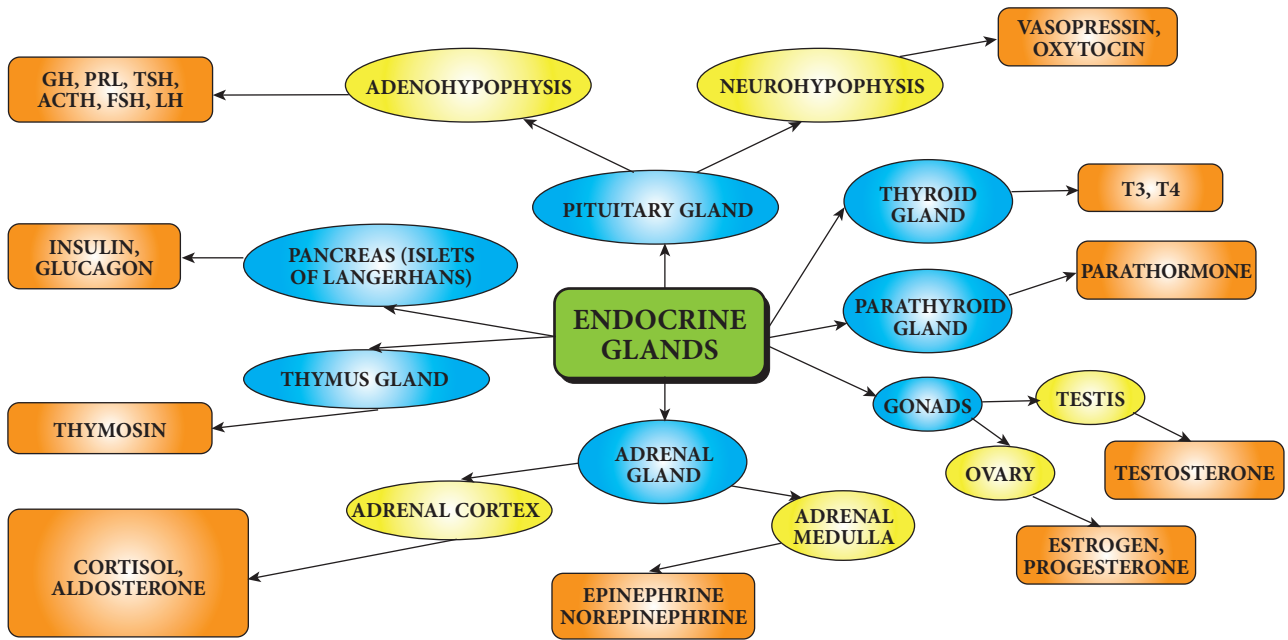 VASOPRESSIN,
OXYTOCIN
GH, PRL, TSH,
ACTH, FSH, LH
ADENOHYPOPHYSIS
NEUROHYPOPHYSIS
PITUITARY GLAND
THYROID
GLAND
T3, T4
INSULIN,
GLUCAGON
PANCREAS (ISLETS
OF LANGERHANS)
PARATHYROID
GLAND
PARATHORMONE
ENDOCRINE
GLANDS
THYMUS GLAND
THYMOSIN
GONADS
TESTIS
TESTOSTERONE
OVARY
ESTROGEN,
PROGESTERONE
ADRENAL
GLAND
ADRENAL CORTEX
ADRENAL
MEDULLA
CORTISOL,
ALDOSTERONE
EPINEPHRINE
NOREPINEPHRINE